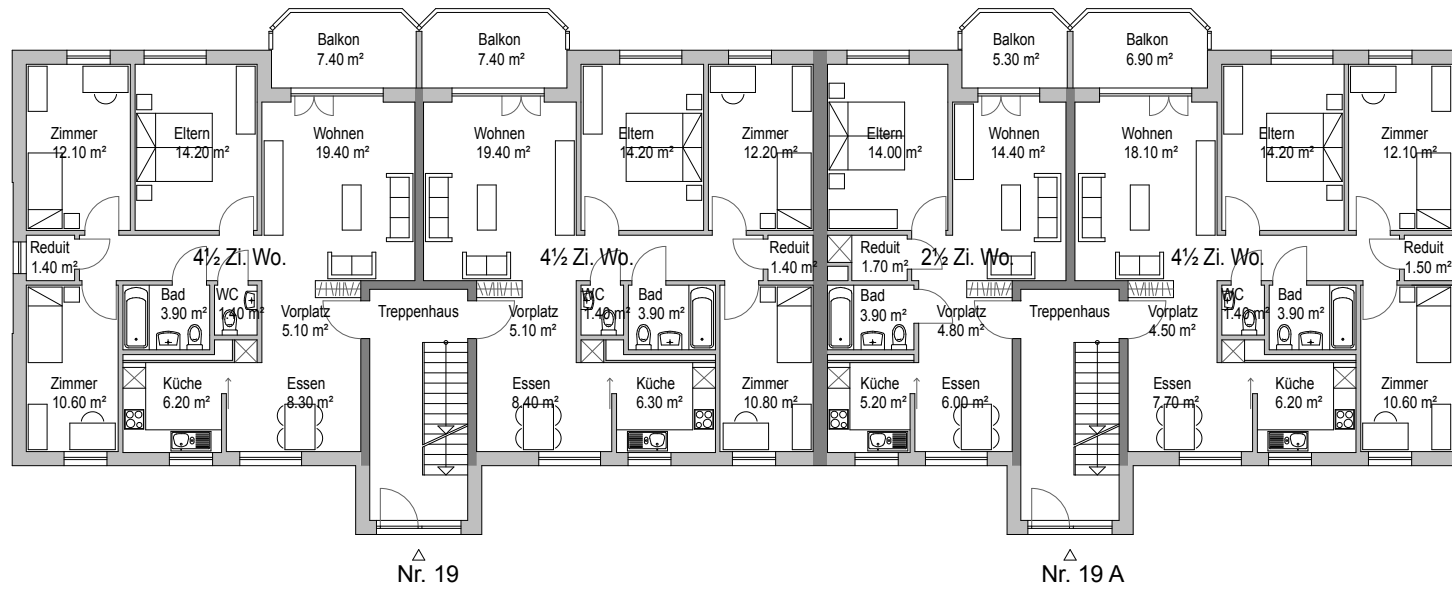 Balkon
7.40 m²
Balkon
7.40 m²
Balkon
5.30 m²
Balkon
6.90 m²
Zimmer
12.10 m²
Eltern
14.20 m²
Wohnen
19.40 m²
Wohnen
19.40 m²
Eltern
14.20 m²
Zimmer
12.20 m²
Eltern
14.00 m²
Wohnen
14.40 m²
Wohnen
18.10 m²
Eltern
14.20 m²
Zimmer
12.10 m²
Reduit
1.40 m²
4½ Zi. Wo.
4½ Zi. Wo.
Reduit
1.40 m²
Reduit
1.70 m²
2½ Zi. Wo.
4½ Zi. Wo.
Reduit
1.50 m²
Bad
3.90 m²
WC
1.40 m²
Vorplatz
5.10 m²
Treppenhaus
Vorplatz
5.10 m²
WC
1.40 m²
Bad
3.90 m²
Bad
3.90 m²
Vorplatz
4.80 m²
Treppenhaus
Vorplatz
4.50 m²
WC
1.40 m²
Bad
3.90 m²
Zimmer
10.60 m²
Küche
6.20 m²
Essen
8.30 m²
Essen
8.40 m²
Küche
6.30 m²
Zimmer
10.80 m²
Küche
5.20 m²
Essen
6.00 m²
Essen
7.70 m²
Küche
6.20 m²
Zimmer
10.60 m²
Nr. 19
Nr. 19 A